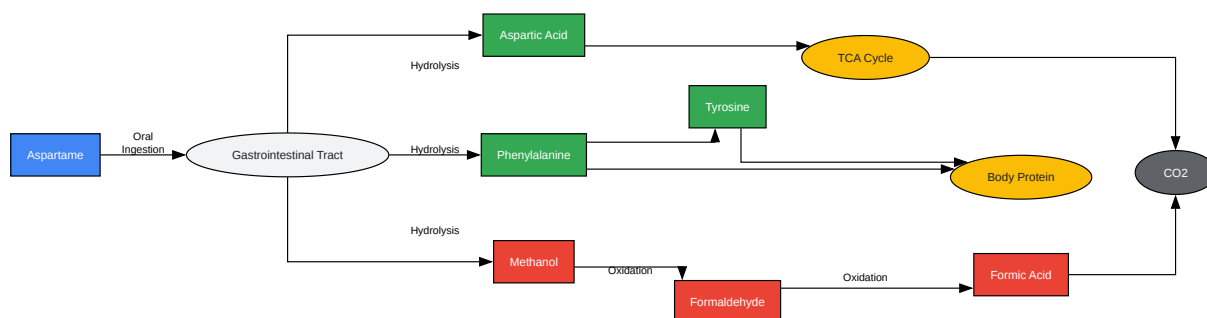 Aspartic Acid
TCA Cycle
Hydrolysis
Tyrosine
Oral
Ingestion
Aspartame
Gastrointestinal Tract
Hydrolysis
Phenylalanine
Body Protein
CO2
Hydrolysis
Methanol
Oxidation
Formaldehyde
Oxidation
Formic Acid